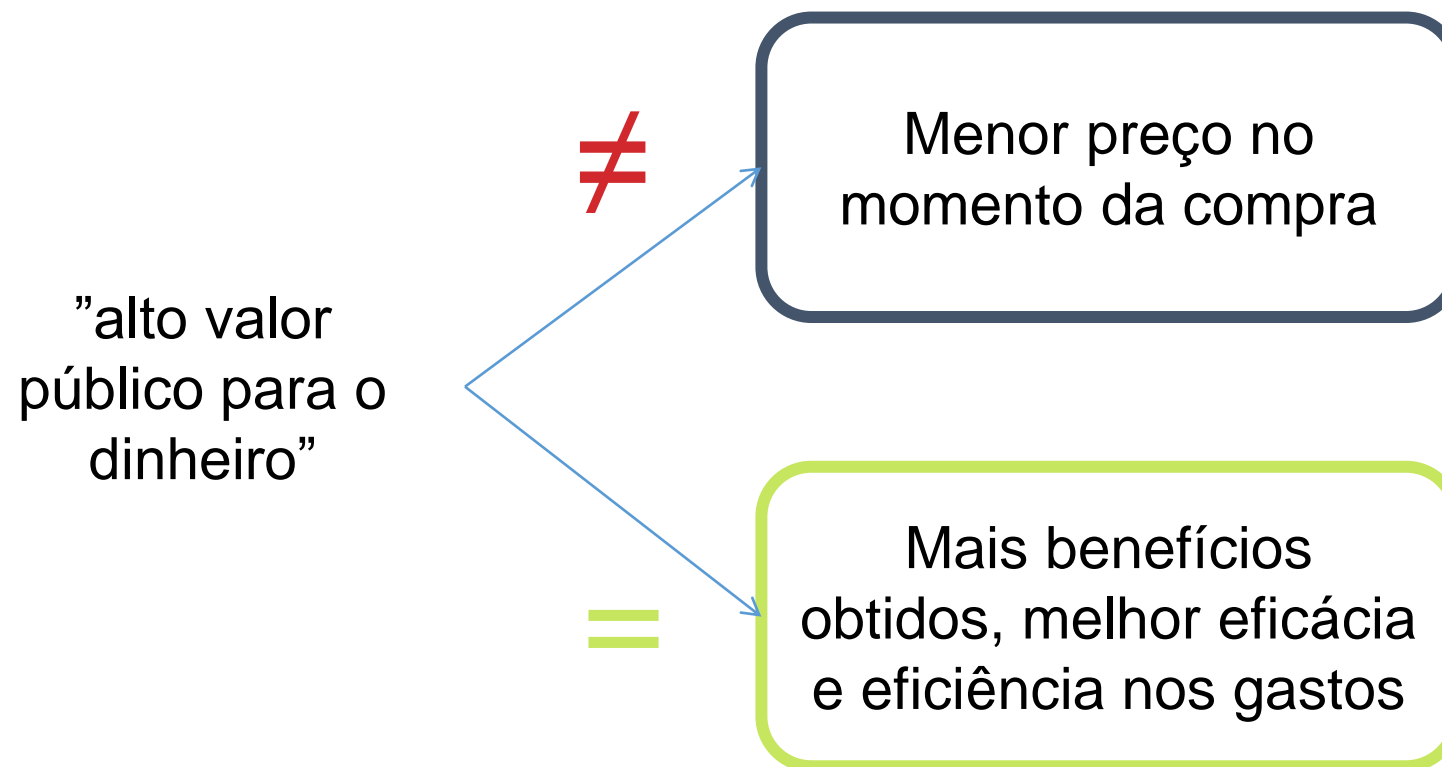 ≠
Menor preço no
momento da compra
”alto valor
público para o
dinheiro”
=
Mais benefícios
obtidos, melhor eficácia
e eficiência nos gastos